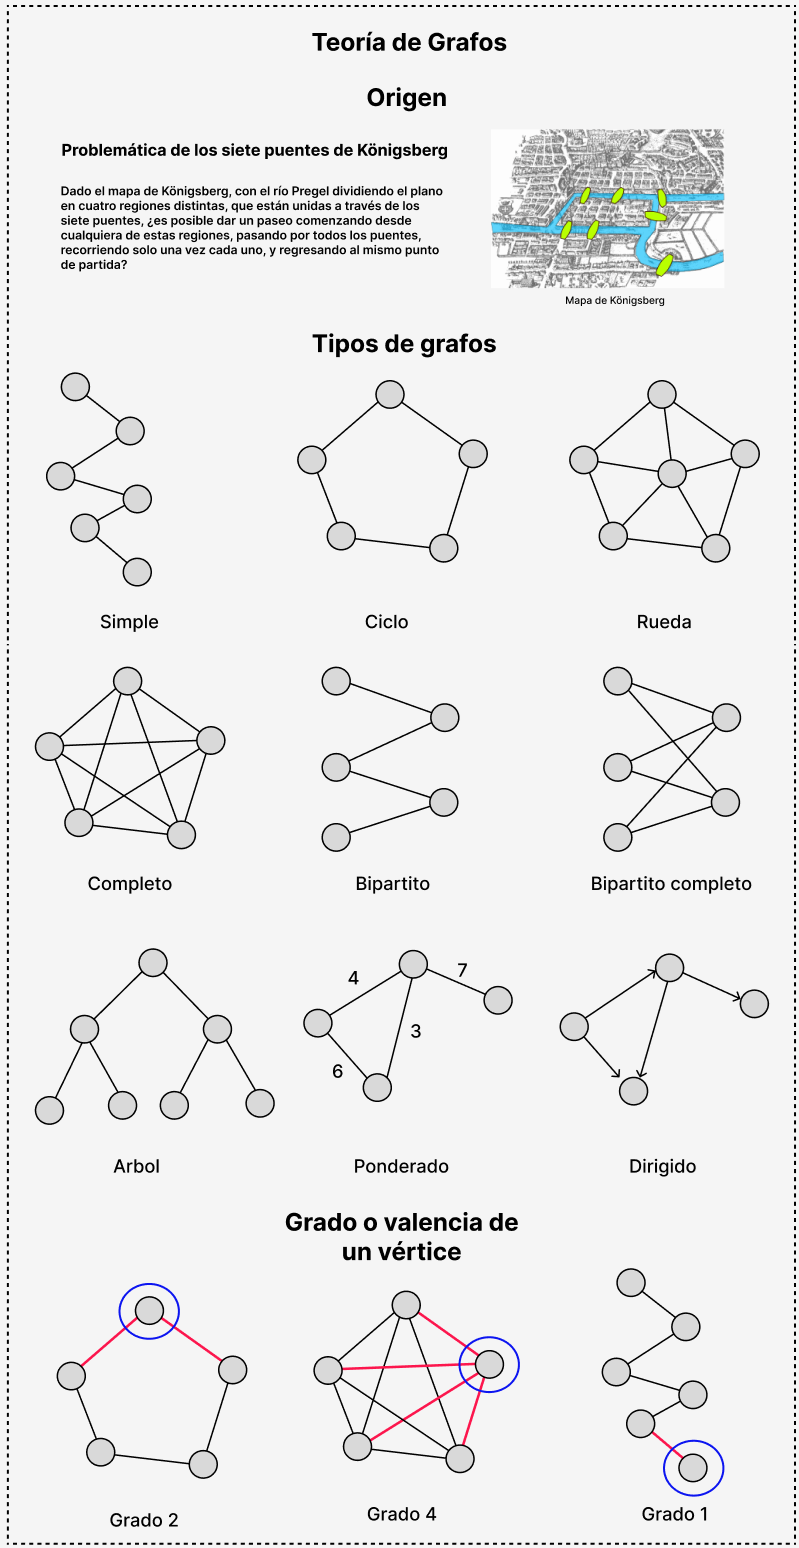 Teoría de Grafos
Origen
Problemática de los siete puentes de Königsberg
Dado el mapa de Königsberg, con el río Pregel dividiendo el plano
en cuatro regiones distintas, que están unidas a través de los
siete puentes, ¿es posible dar un paseo comenzando desde
cualquiera de estas regiones, pasando por todos los puentes,
recorriendo solo una vez cada uno, y regresando al mismo punto
de partida?
Mapa de Königsberg
Tipos de grafos
Simple
Ciclo
Rueda
Completo
Bipartito
Bipartito completo
4
7
3
6
Arbol
Ponderado
Dirigido
Grado o valencia de
un vértice
Grado 2
Grado 4
Grado 1